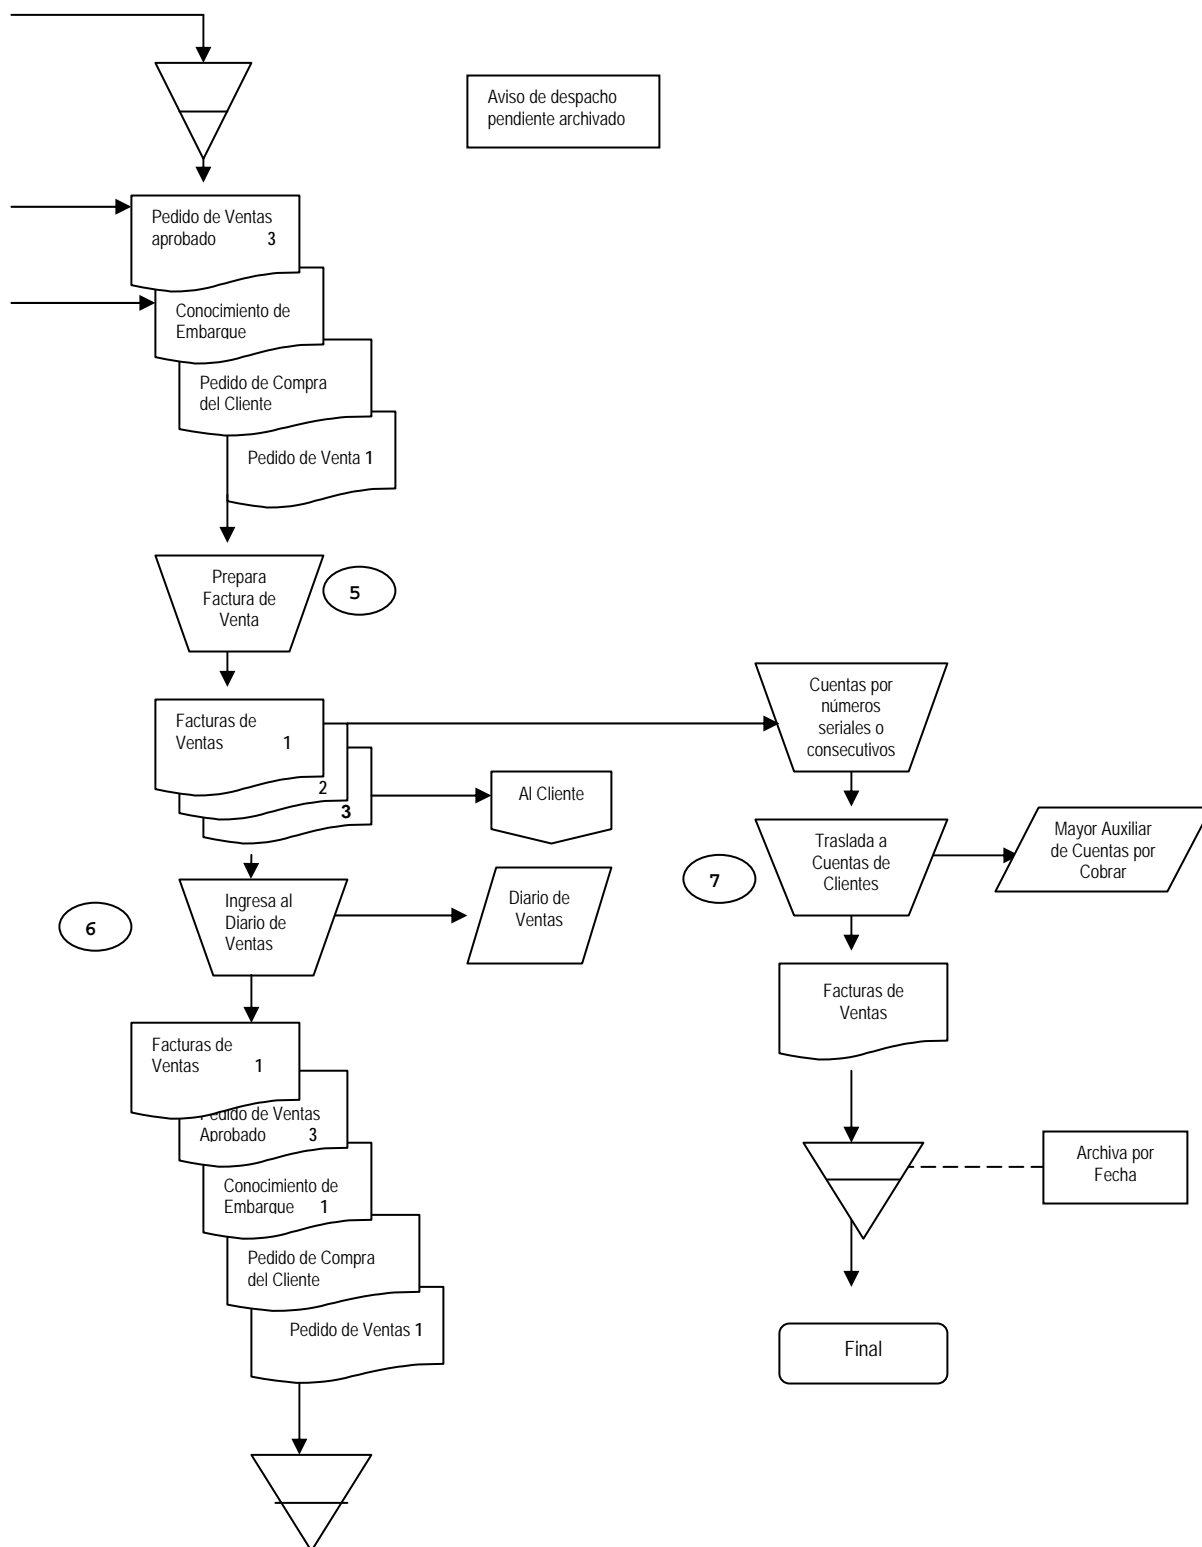 Aviso de despacho
pendiente archivado
Pedido de Ventas
aprobado 3
Conocimiento de
Embarque
Pedido de Compra
del Cliente
Pedido de Venta 1
Prepara
Factura de
Venta
5
Facturas de
Ventas 1
2
3
Al Cliente
Cuentas por
números
seriales o
consecutivos
Traslada a
Cuentas de
Clientes
7
Mayor Auxiliar
de Cuentas por
Cobrar
Ingresa al
Diario de
Ventas
6
Diario de
Ventas
Facturas de
Ventas
Facturas de
Ventas 1
Pedido de Ventas
Aprobado 3
Conocimiento de
Embarque 1
Pedido de Compra
del Cliente
Pedido de Ventas 1
Archiva por
Fecha
Final